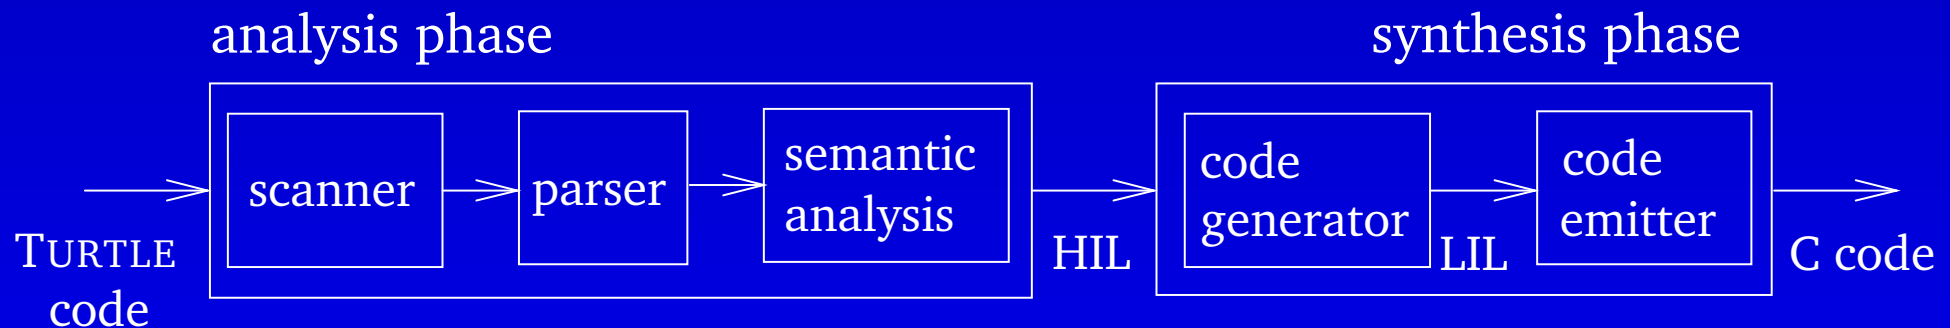 analysis phase
synthesis phase
scanner
parser
semantic
analysis
code
generator
code
emitter
TURTLE
code
HIL
LIL
C code